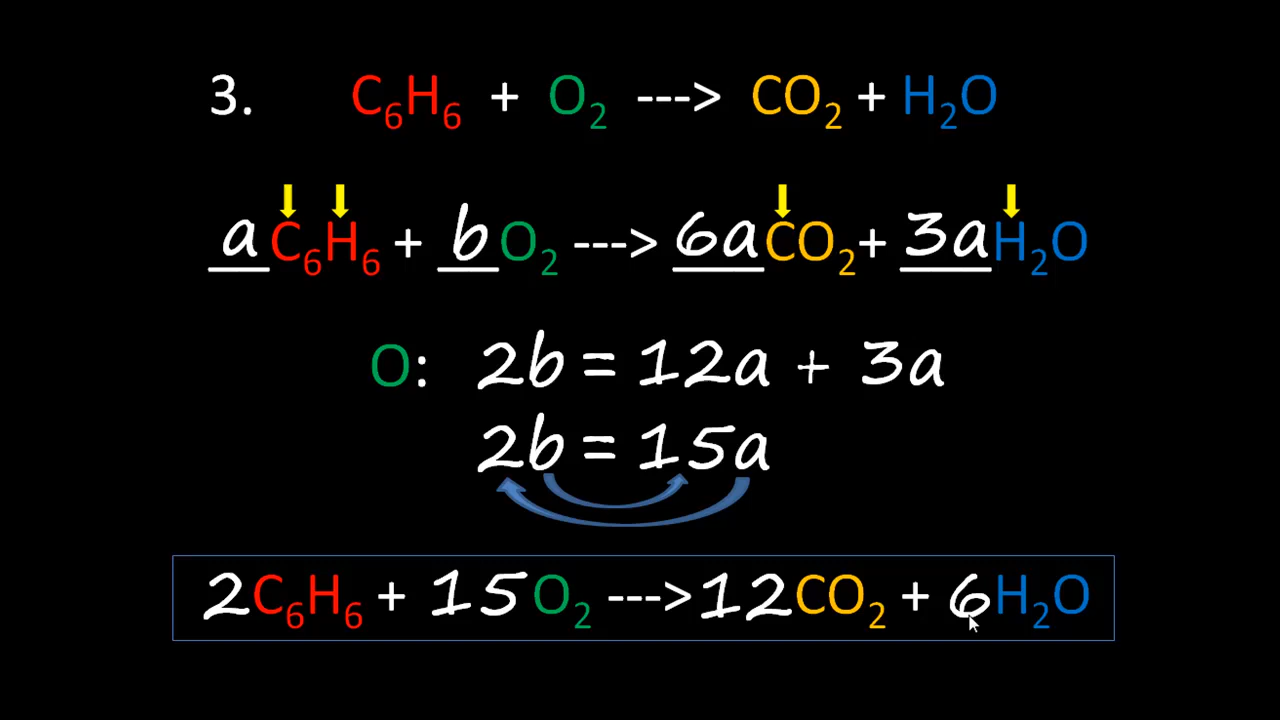 3. C₆H₆ + O₂ ---> CO₂ + H₂O
aC₆H₆ + bO₂ ---> 6aCO₂ + 3aH₂O
O: 2b = 12a + 3a
2b = 15a
2C₆H₆ + 15O₂ ---> 12CO₂ + 6H₂O